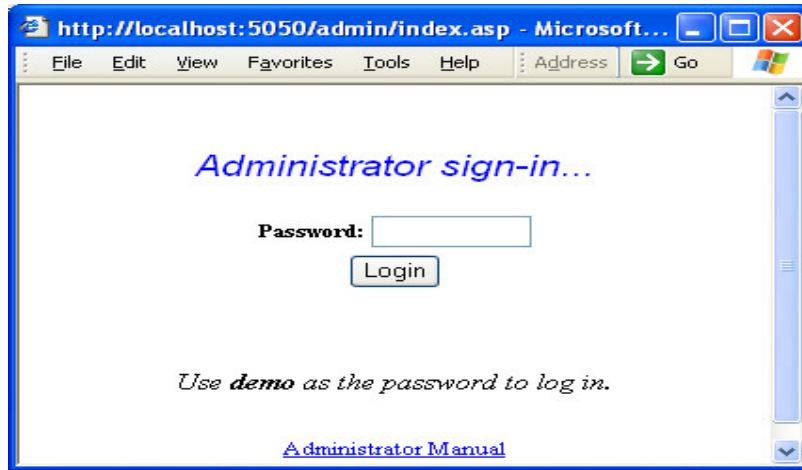 http://localhost:5050/admin/index.asp - Microsoft...
File Edit View Favorites Tools Help Address Go
Administrator sign-in...
Password:
Login
Use demo as the password to log in.
Administrator Manual